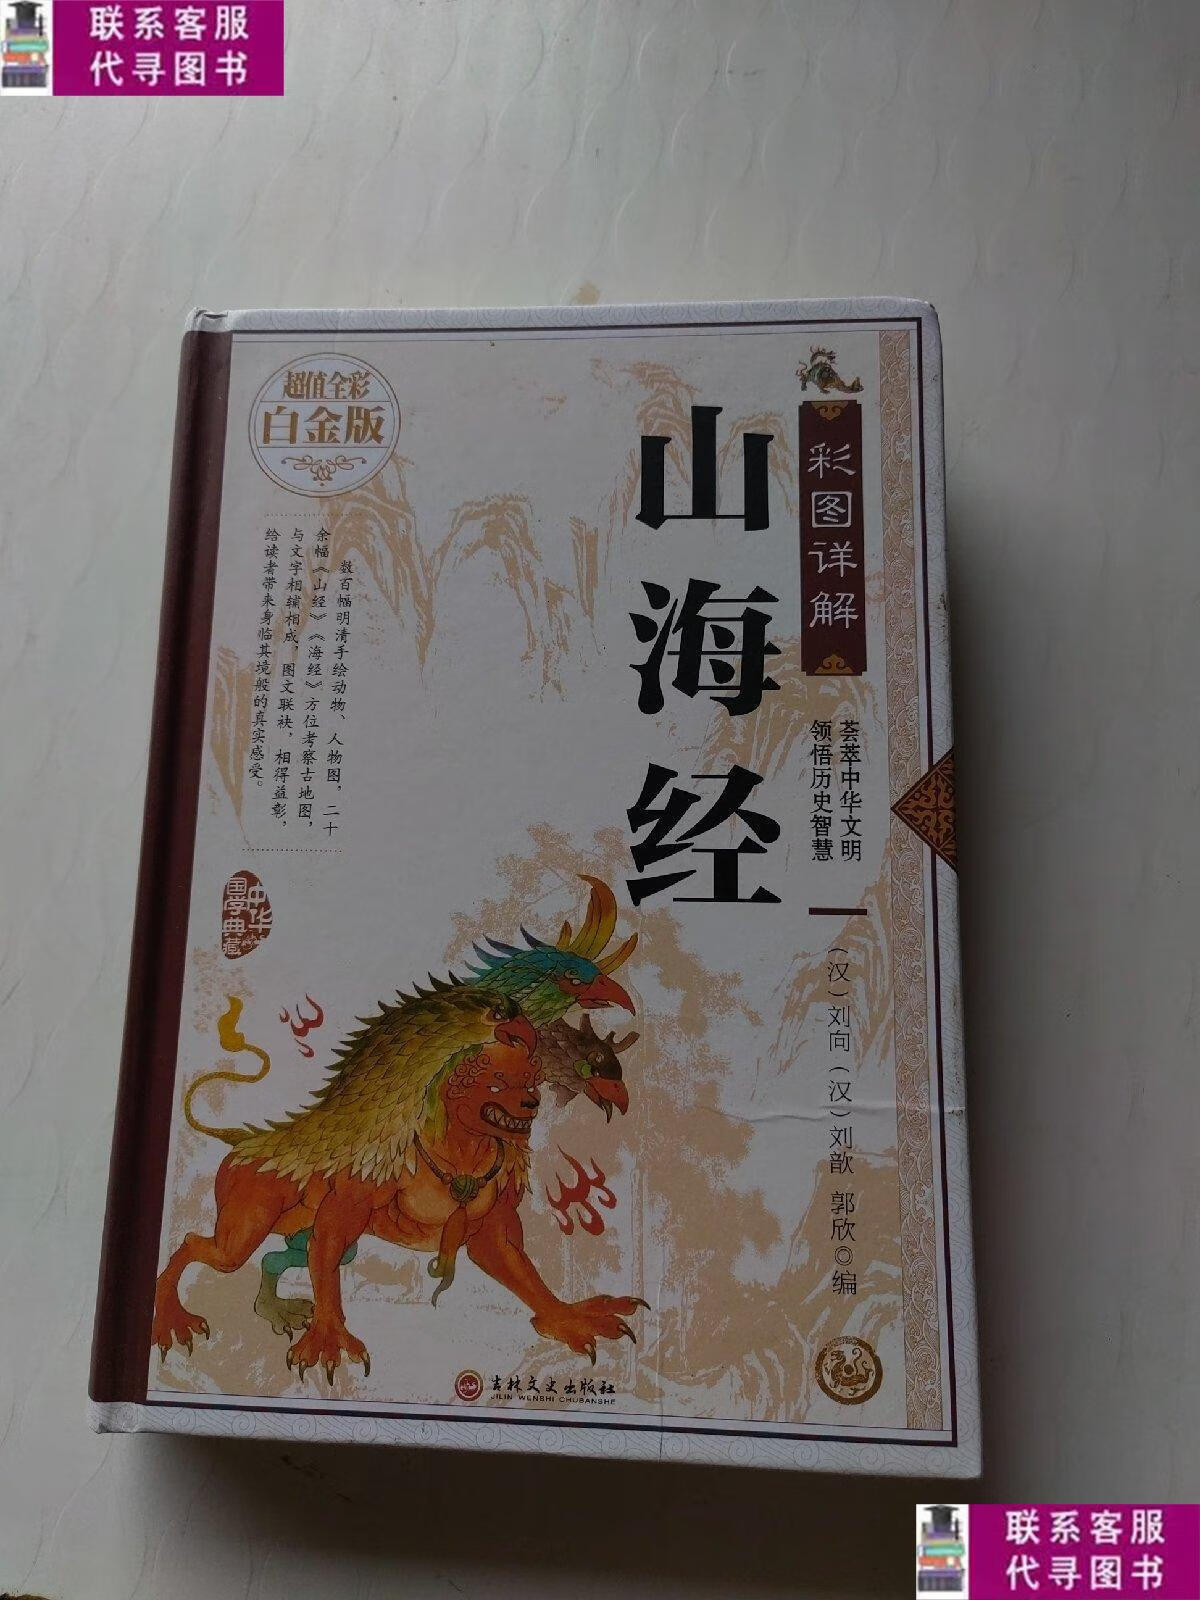 联系客服
代寻图书
超值全彩
白金版
彩图详解
山海经
荟萃中华文明
领悟历史智慧
（汉）刘向（汉）刘歆 郭欣◎编
数百幅明清手绘动物、人物图，二十
余幅《山经》《海经》方位考察古地图，
与文字相辅相成，图文联袂，相得益彰，
给读者带来身临其境般的真实感受。
中华
国学典藏
吉林文史出版社
JILIN WENSHI CHUBANSHE
联系客服
代寻图书